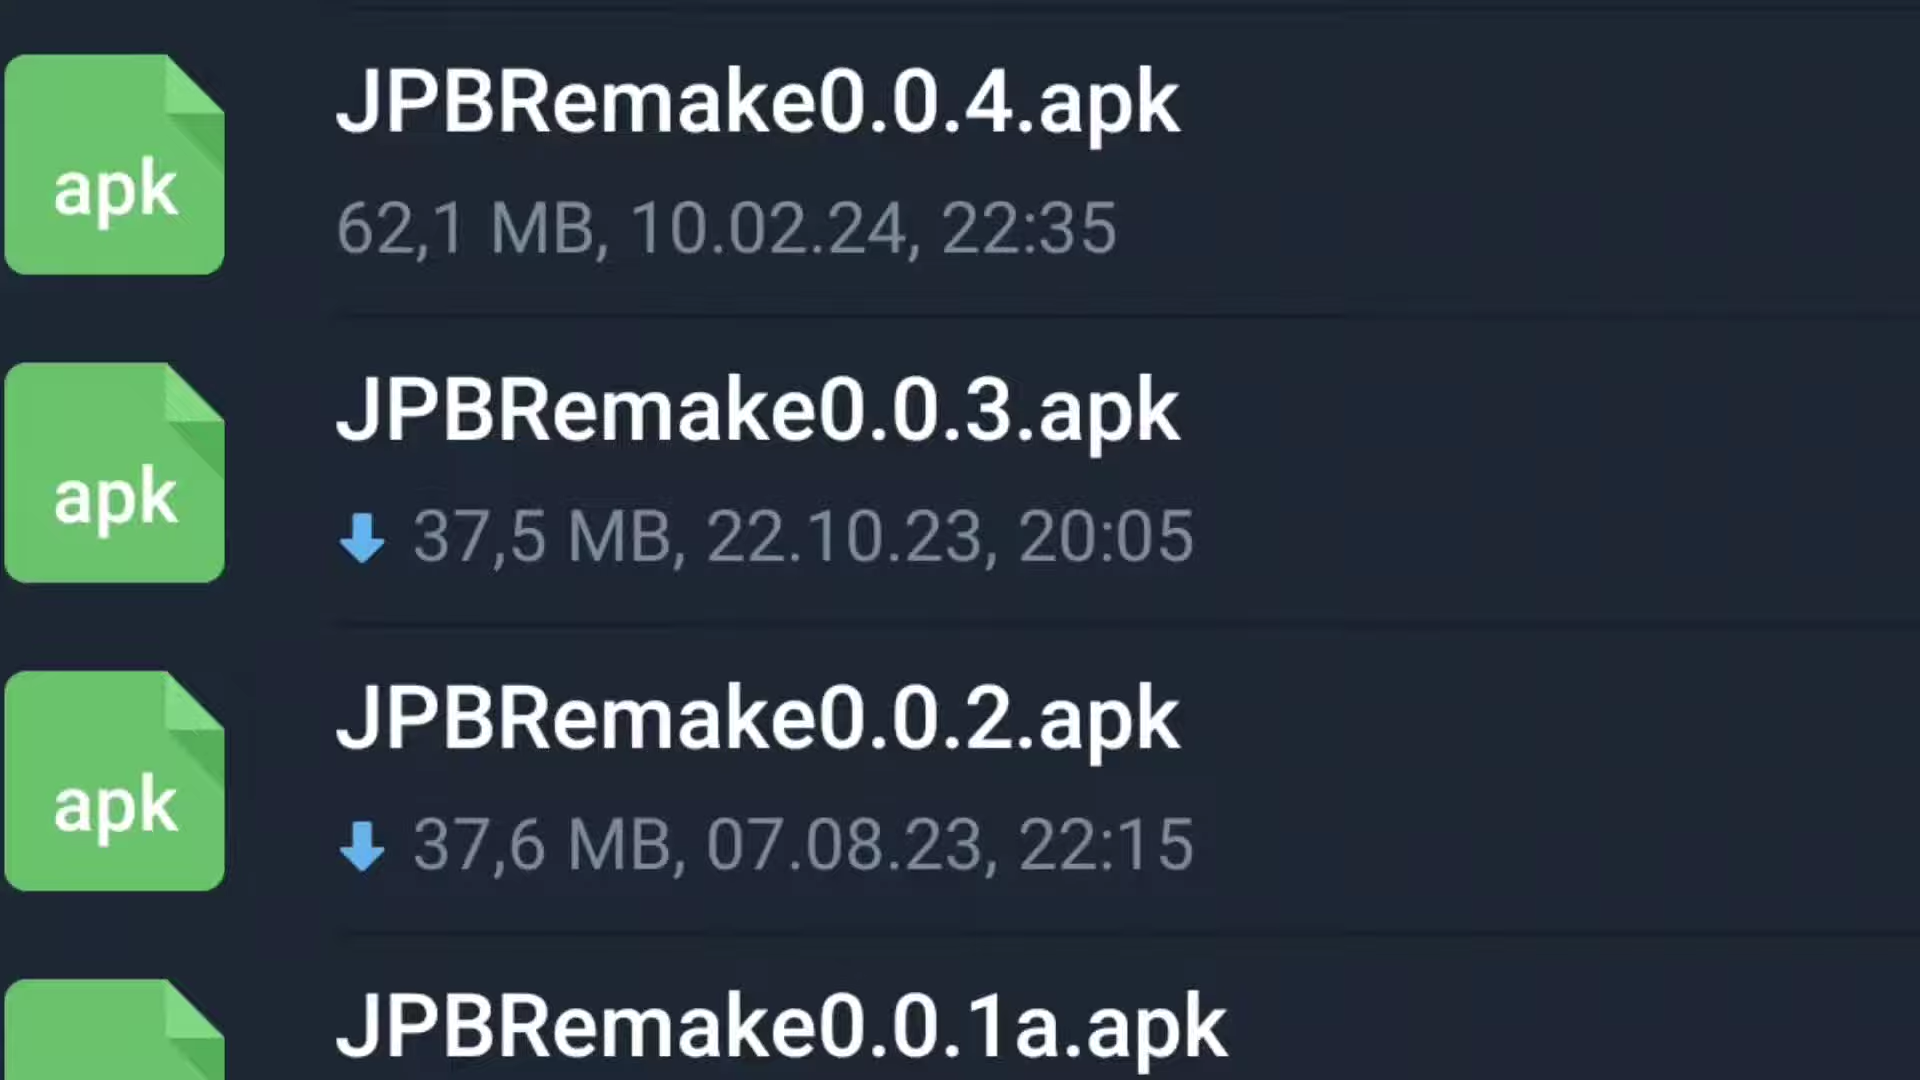 JPBRemake0.0.4.apk
apk
62,1 MB, 10.02.24, 22:35
JPBRemake0.0.3.apk
apk
37,5 MB, 22.10.23, 20:05
JPBRemake0.0.2.apk
apk
37,6 MB, 07.08.23, 22:15
JPBRemake0.0.1a.apk